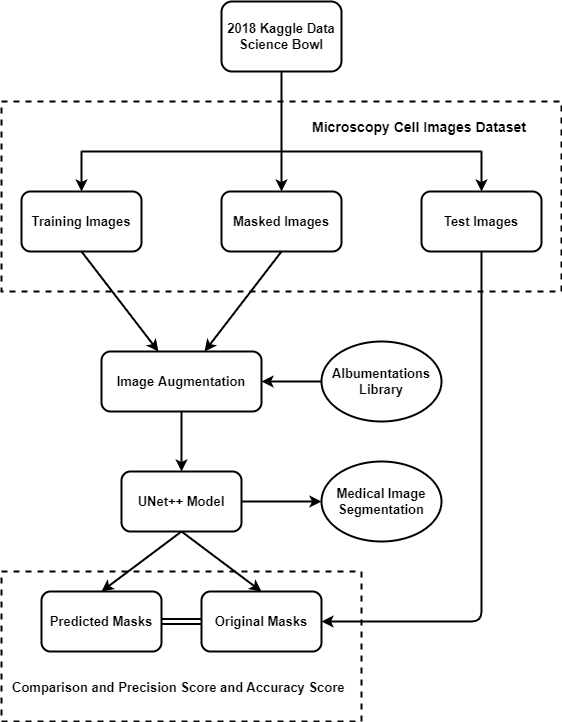 2018 Kaggle Data
Science Bowl
Microscopy Cell Images Dataset
Training Images
Masked Images
Test Images
Image Augmentation
Albumentations
Library
UNet++ Model
Medical Image
Segmentation
Predicted Masks
Original Masks
Comparison and Precision Score and Accuracy Score